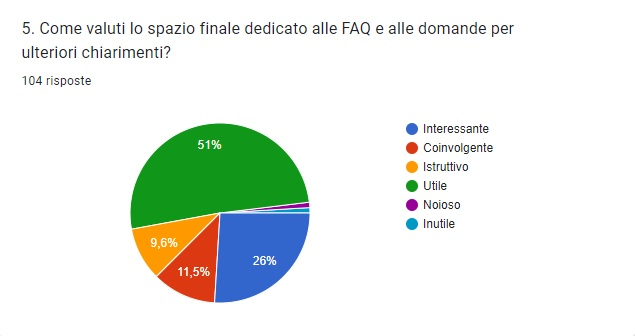 5. Come valuti lo spazio finale dedicato alle FAQ e alle domande per
ulteriori chiarimenti?
104 risposte
51%
9,6%
11,5%
26%
Interessante
Coinvolgente
Istruttivo
Utile
Noioso
Inutile